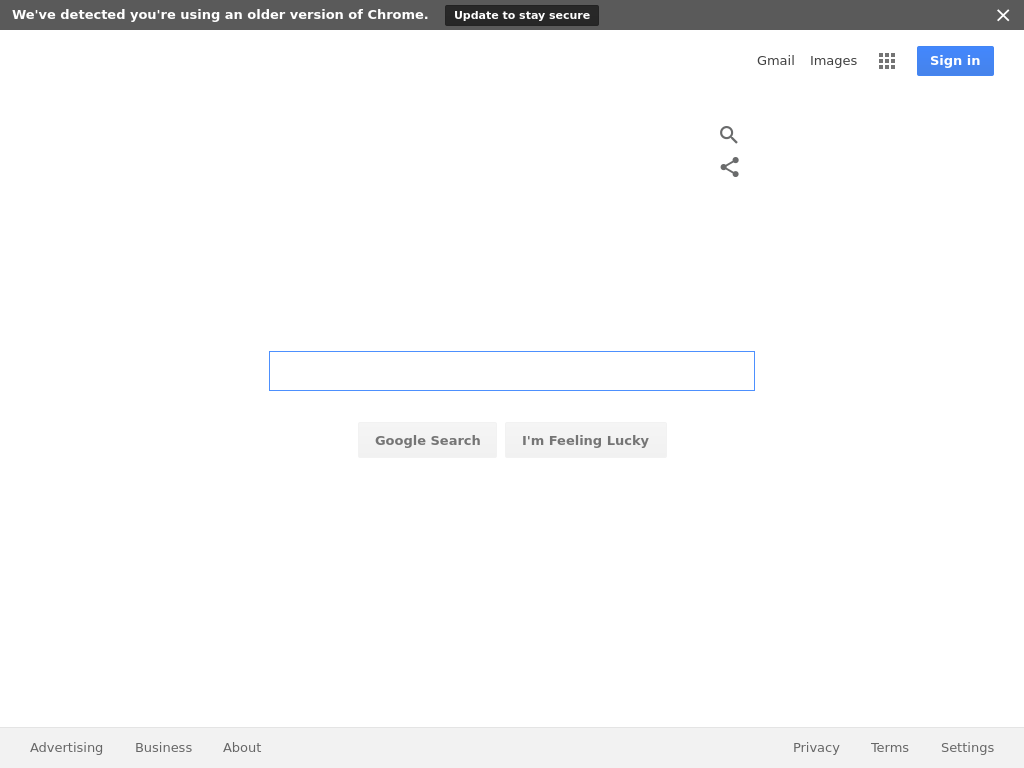 We've detected you're using an older version of Chrome. Update to stay secure
Gmail Images Sign in
Google Search I'm Feeling Lucky
Advertising Business About Privacy Terms Settings